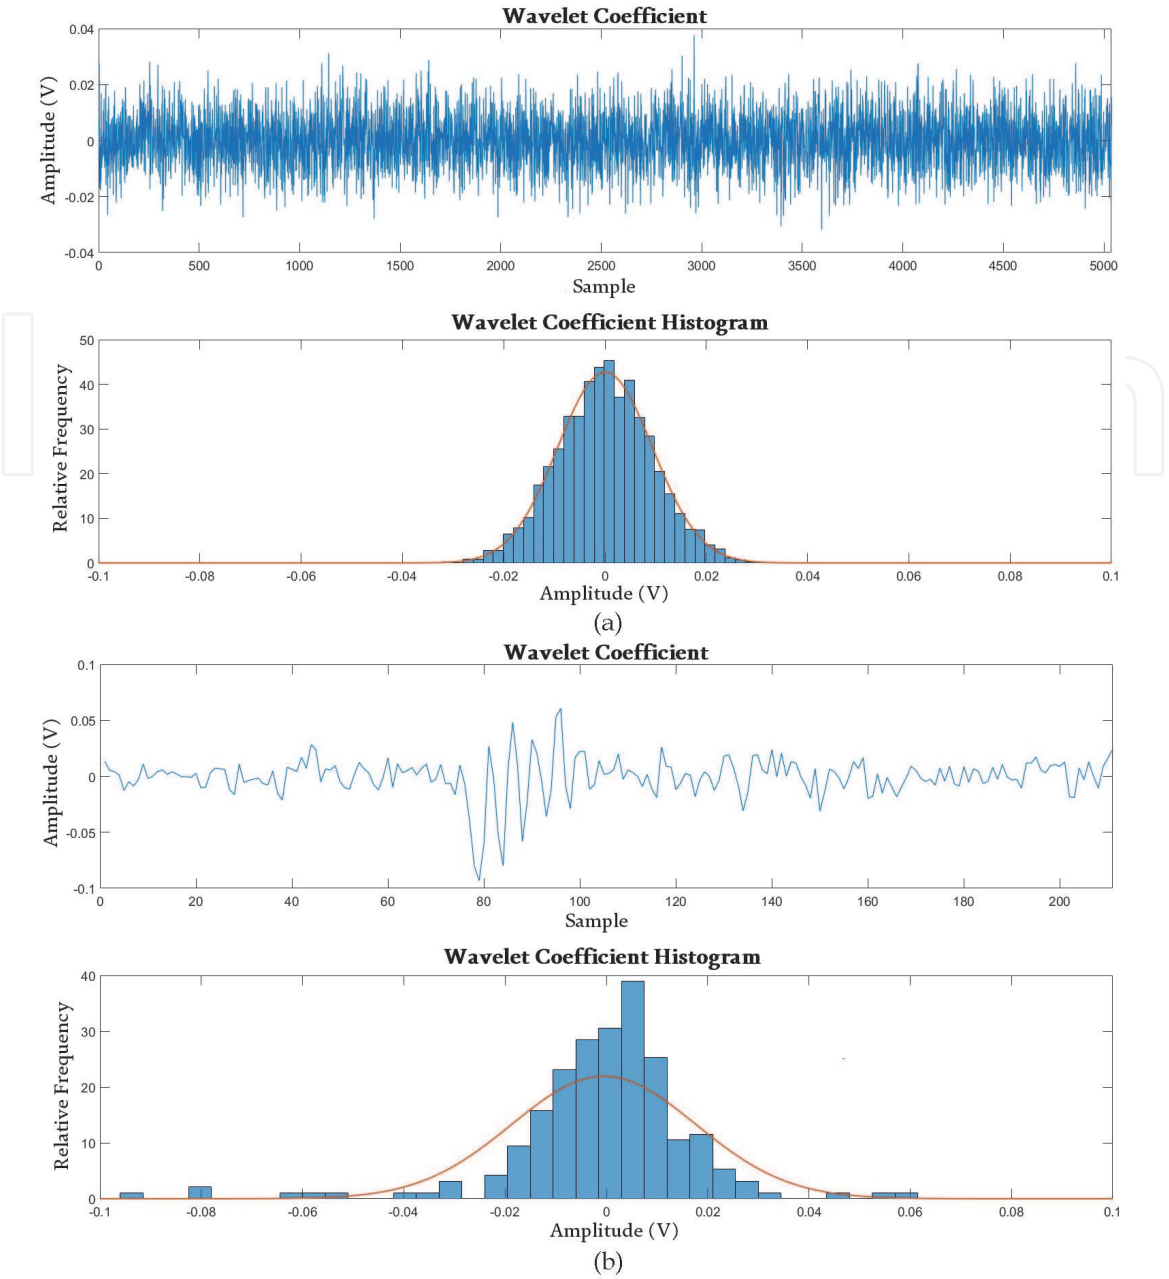 Wavelet Coefficient
0.04
0.02
0
-0.02
-0.04
Amplitude (V)
0 500 1000 1500 2000 2500 3000 3500 4000 4500 5000
Sample
Wavelet Coefficient Histogram
50
40
30
20
10
0
Relative Frequency
-0.1 -0.08 -0.06 -0.04 -0.02 0 0.02 0.04 0.06 0.08 0.1
Amplitude (V)
(a)
Wavelet Coefficient
0.1
0.05
0
-0.05
-0.1
Amplitude (V)
0 20 40 60 80 100 120 140 160 180 200
Sample
Wavelet Coefficient Histogram
40
30
20
10
0
Relative Frequency
-0.1 -0.08 -0.06 -0.04 -0.02 0 0.02 0.04 0.06 0.08 0.1
Amplitude (V)
(b)